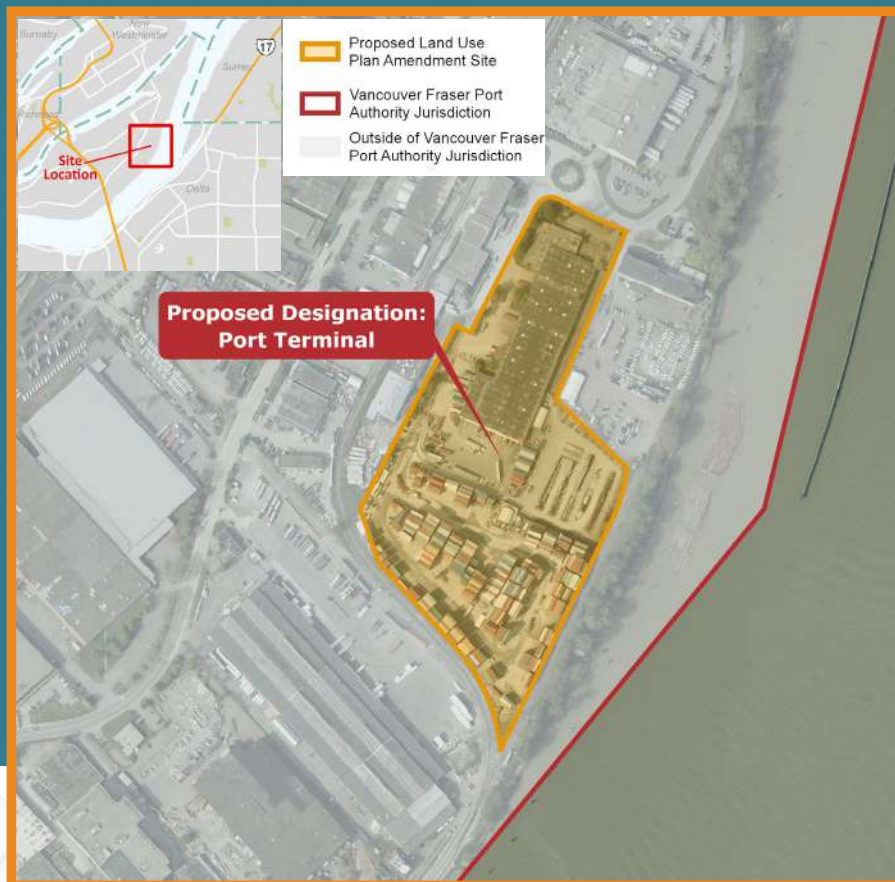 New
Westminster
Burnaby
17
Surrey
Richmond
Site
Location
Delta
Proposed Land Use
Plan Amendment Site
Vancouver Fraser Port
Authority Jurisdiction
Outside of Vancouver Fraser
Port Authority Jurisdiction
Proposed Designation:
Port Terminal